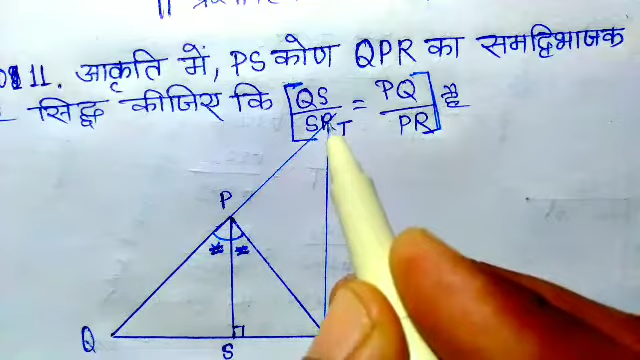 11. आकृति में, PS कोण QPR का समद्विभाजक
सिद्ध कीजिए कि [QS/SR = PQ/PR] है
T
P
Q
S